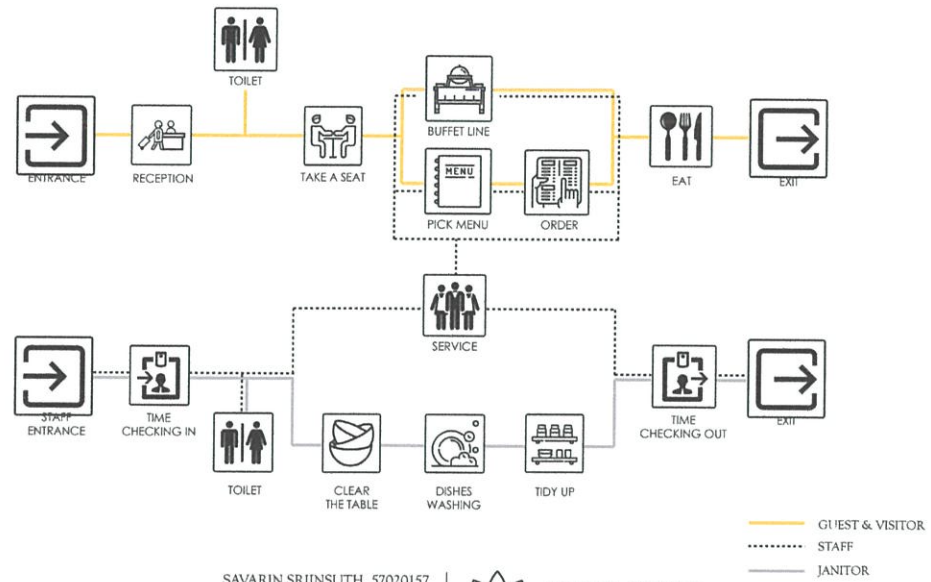 TOILET
BUFFET LINE
ENTRANCE
RECEPTION
TAKE A SEAT
MENU
PICK MENU
ORDER
EAT
EXIT
SERVICE
STAFF
ENTRANCE
TIME
CHECKING IN
TOILET
CLEAR
THE TABLE
DISHES
WASHING
TIDY UP
TIME
CHECKING OUT
EXIT
GUEST & VISITOR
STAFF
JANITOR
SAVARIN SRIINSUTH 57020157